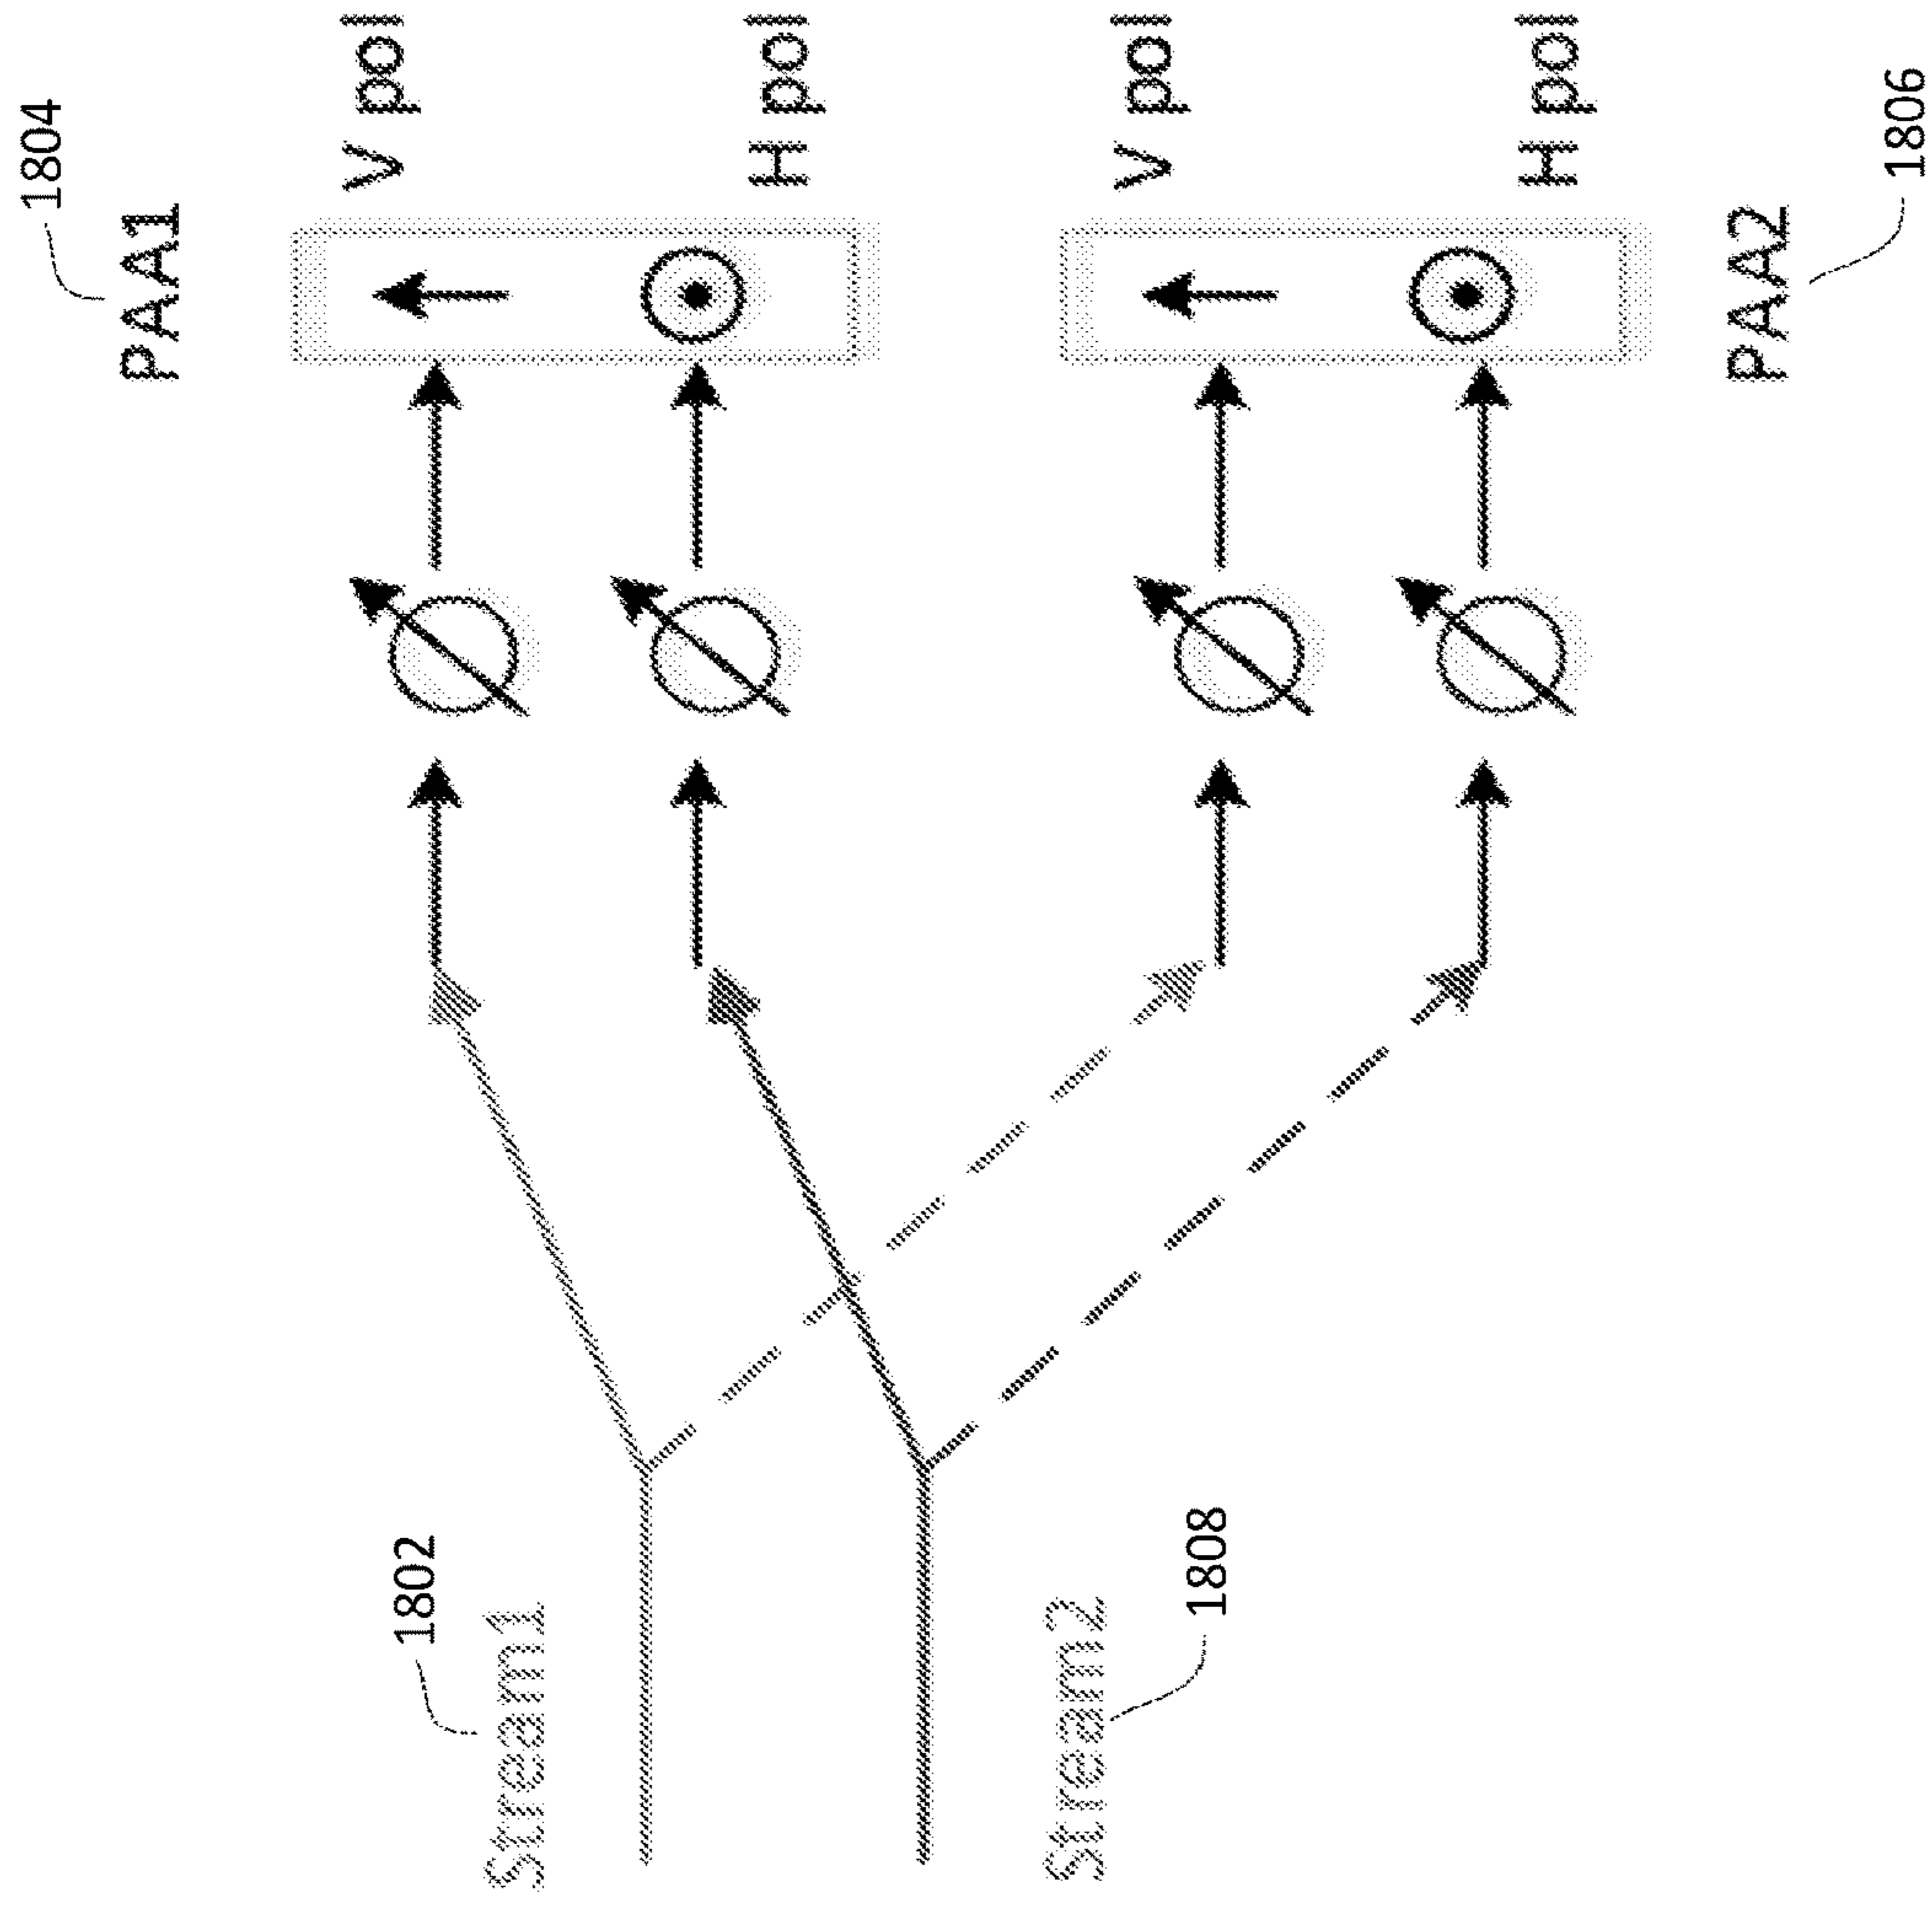 1804
PAA1
V pol
H pol
V pol
H pol
PAA2
1806
1802
Stream1
Stream2
1808